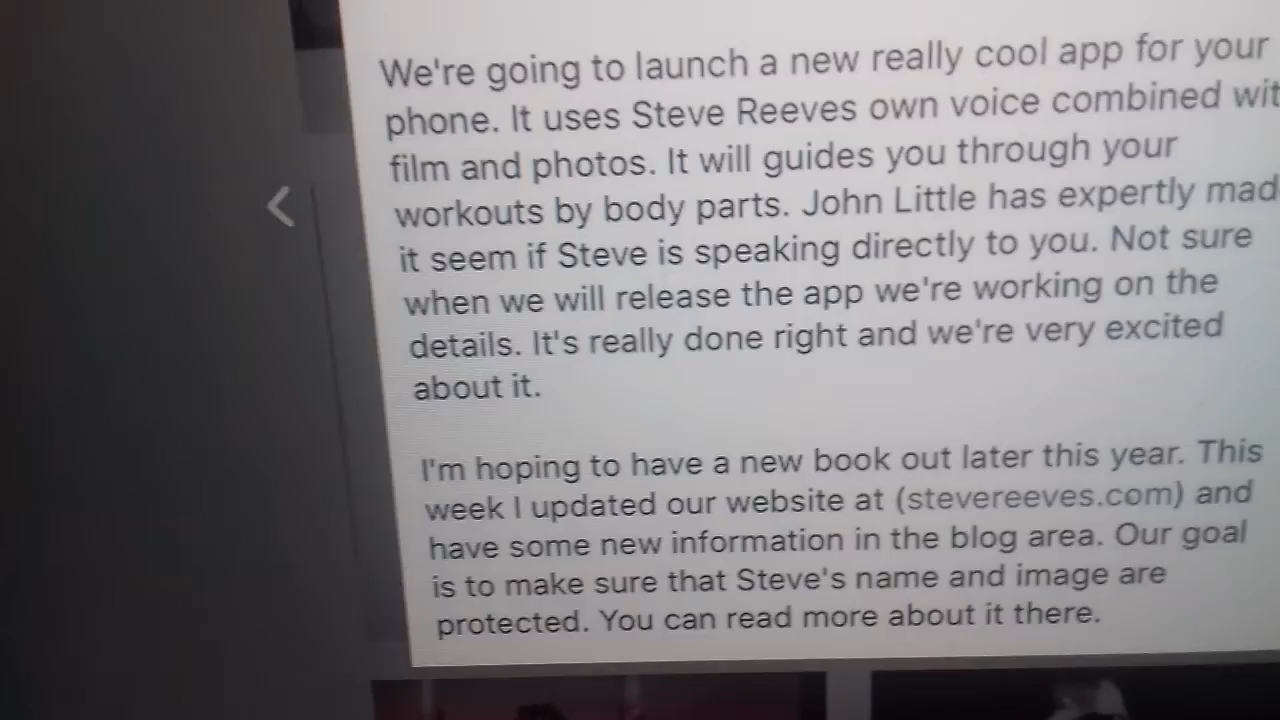 We're going to launch a new really cool app for your
phone. It uses Steve Reeves own voice combined wit
film and photos. It will guides you through your
workouts by body parts. John Little has expertly mad
it seem if Steve is speaking directly to you. Not sure
when we will release the app we're working on the
details. It's really done right and we're very excited
about it.
I'm hoping to have a new book out later this year. This
week I updated our website at (stevereeves.com) and
have some new information in the blog area. Our goal
is to make sure that Steve's name and image are
protected. You can read more about it there.